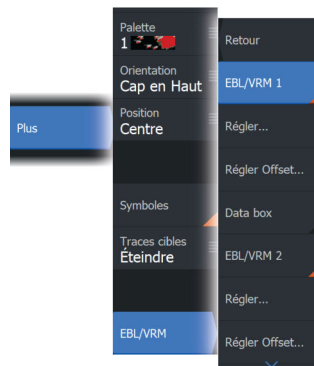 Plus
Palette
1
Orientation
Cap en Haut
Position
Centre
Symboles
Traces cibles
Éteindre
EBL/VRM
Retour
EBL/VRM 1
Régler...
Régler Offset...
Data box
EBL/VRM 2
Régler...
Régler Offset...